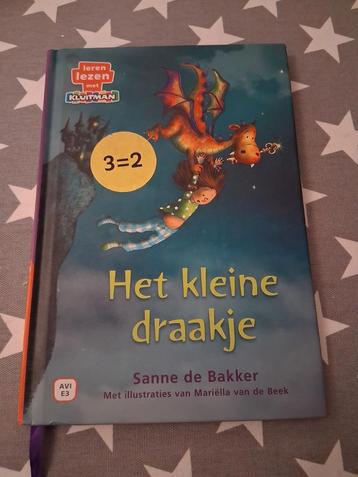 leren
lezen
met
KLUITMAN
3=2
Het kleine
draakje
Sanne de Bakker
Met illustraties van Mariëlla van de Beek
AVI
E3